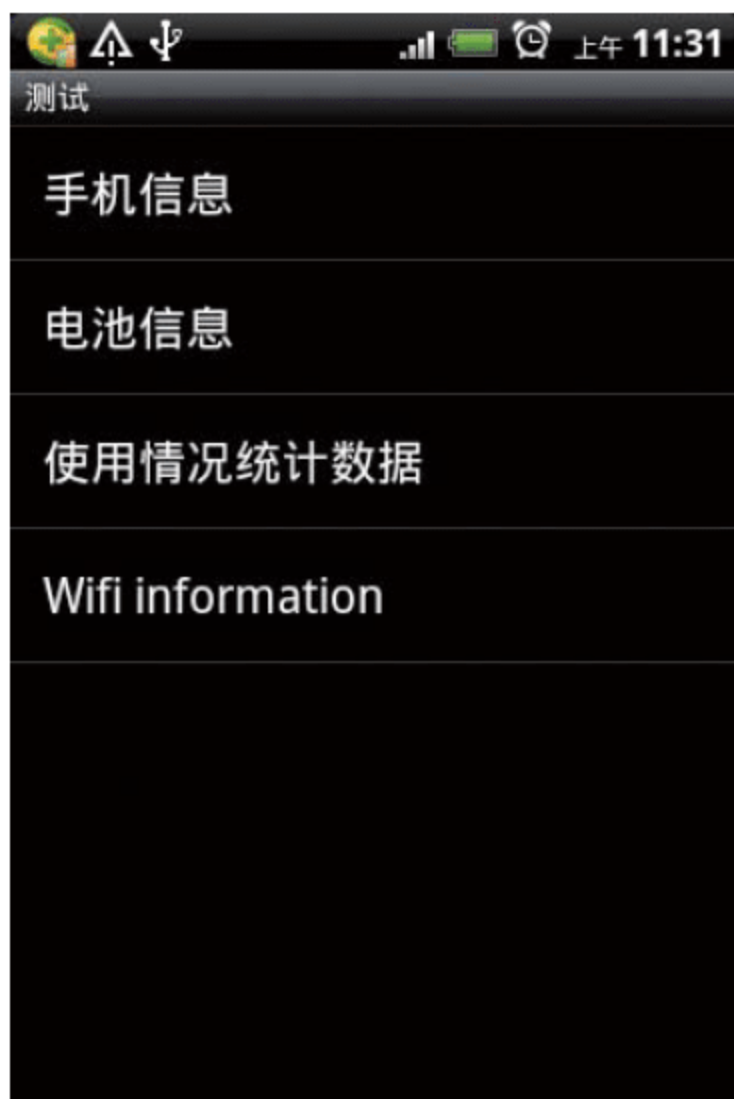 上午 11:31
测试
手机信息
电池信息
使用情况统计数据
Wifi information